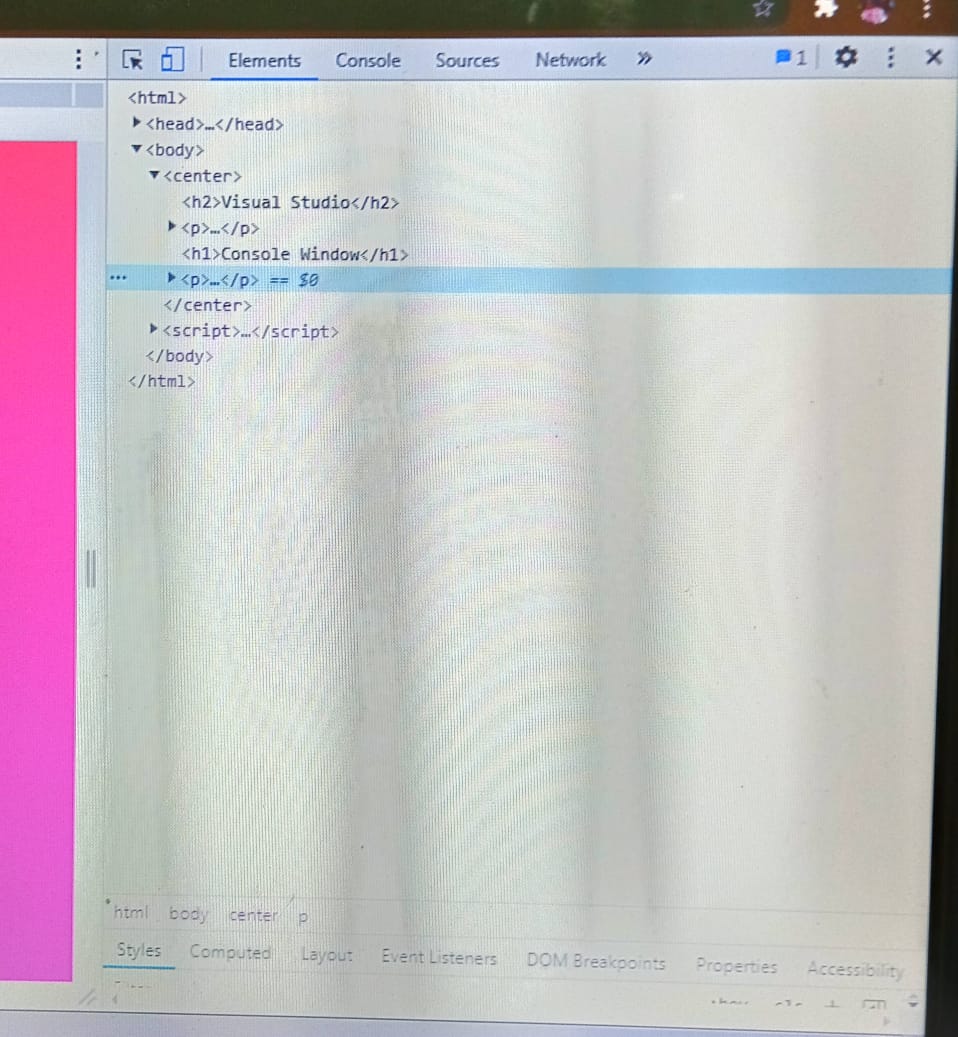 Elements Console Sources Network » 1
<html>
<head>…</head>
<body>
<center>
<h2>Visual Studio</h2>
<p>…</p>
<h1>Console Window</h1>
<p>…</p> == $0
</center>
<script>…</script>
</body>
</html>
html body center p
Styles Computed Layout Event Listeners DOM Breakpoints Properties Accessibility